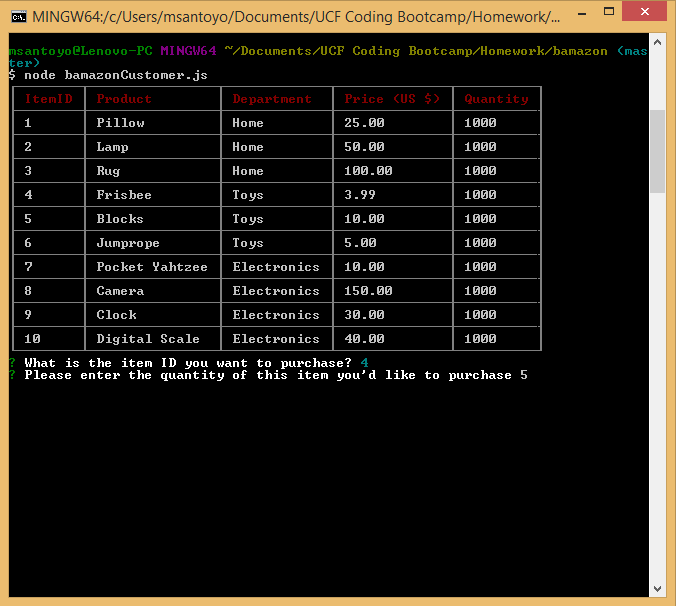 MINGW64:/c/Users/msantoyo/Documents/UCF Coding Bootcamp/Homework/...
msantoyo@Lenovo-PC MINGW64 ~/Documents/UCF Coding Bootcamp/Homework/bamazon (mas
ter)
$ node bamazonCustomer.js
ItemID Product Department Price (US $) Quantity
1 Pillow Home 25.00 1000
2 Lamp Home 50.00 1000
3 Rug Home 100.00 1000
4 Frisbee Toys 3.99 1000
5 Blocks Toys 10.00 1000
6 Jumprope Toys 5.00 1000
7 Pocket Yahtzee Electronics 10.00 1000
8 Camera Electronics 150.00 1000
9 Clock Electronics 30.00 1000
10 Digital Scale Electronics 40.00 1000
? What is the item ID you want to purchase? 4
? Please enter the quantity of this item you'd like to purchase 5